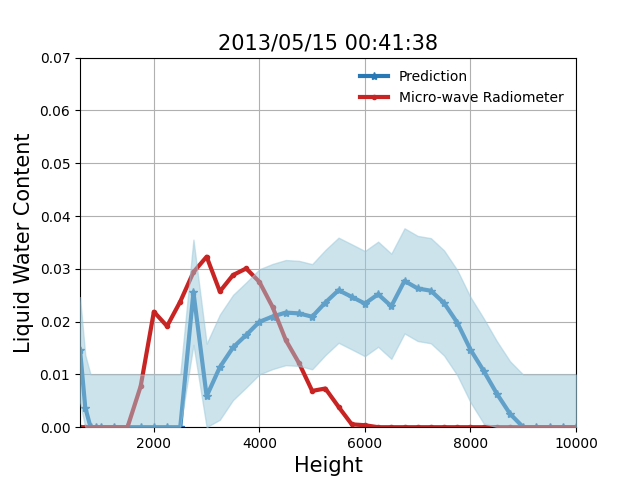 2013/05/15 00:41:38
Prediction
Micro-wave Radiometer
Liquid Water Content
0.07
0.06
0.05
0.04
0.03
0.02
0.01
0.00
2000 4000 6000 8000 10000
Height